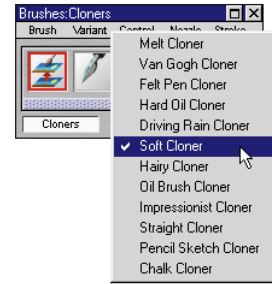 Brushes:Cloners
Brush Variant Control Nozzle Stroke
Melt Cloner
Van Gogh Cloner
Felt Pen Cloner
Hard Oil Cloner
Driving Rain Cloner
Cloners
Soft Cloner
Hairy Cloner
Oil Brush Cloner
Impressionist Cloner
Straight Cloner
Pencil Sketch Cloner
Chalk Cloner